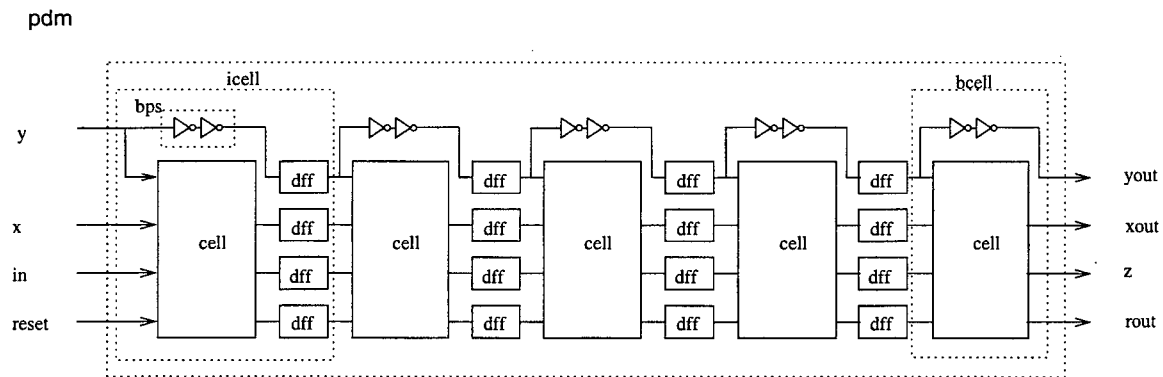 pdm
icell
bcell
bps
y
dff dff dff dff yout
x cell dff cell dff cell dff cell dff cell xout
in dff dff dff dff z
reset dff dff dff dff rout